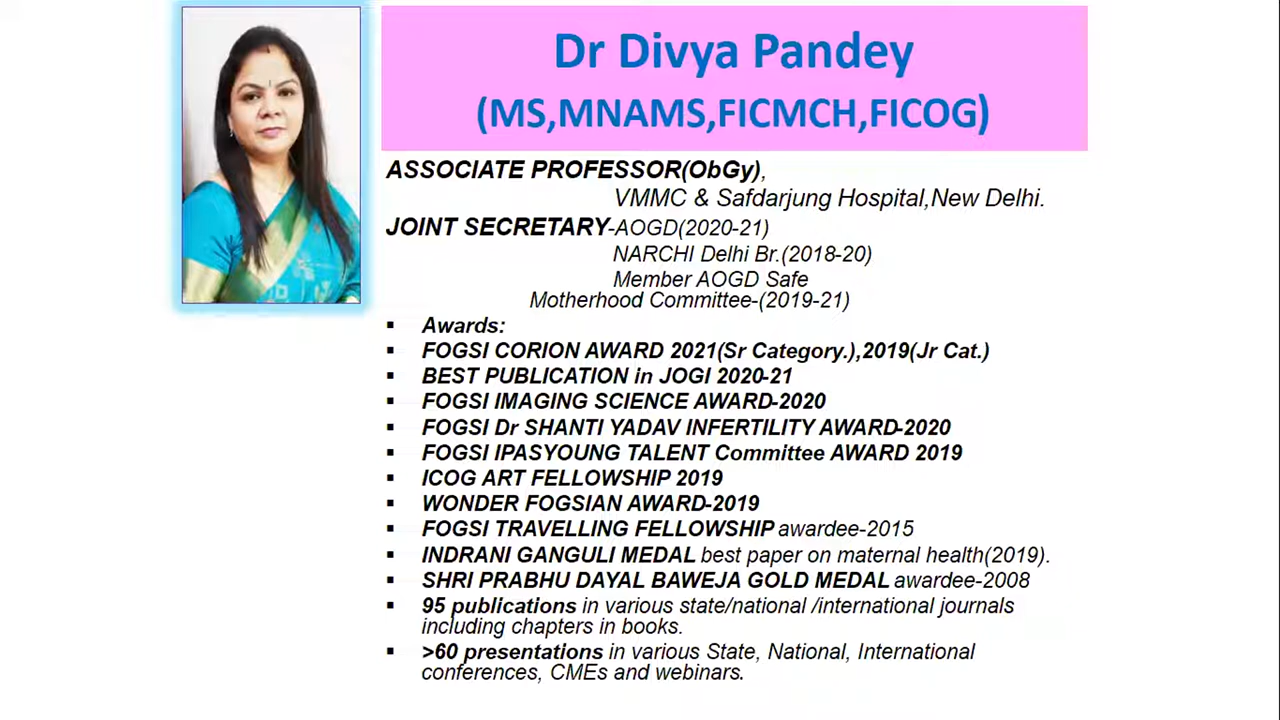 Dr Divya Pandey
(MS,MNAMS,FICMCH,FICOG)
ASSOCIATE PROFESSOR(ObGy),
VMMC & Safdarjung Hospital,New Delhi.
JOINT SECRETARY-AOGD(2020-21)
NARCHI Delhi Br.(2018-20)
Member AOGD Safe
Motherhood Committee-(2019-21)
▪ Awards:
▪ FOGSI CORION AWARD 2021(Sr Category.),2019(Jr Cat.)
▪ BEST PUBLICATION in JOGI 2020-21
▪ FOGSI IMAGING SCIENCE AWARD-2020
▪ FOGSI Dr SHANTI YADAV INFERTILITY AWARD-2020
▪ FOGSI IPASYOUNG TALENT Committee AWARD 2019
▪ ICOG ART FELLOWSHIP 2019
▪ WONDER FOGSIAN AWARD-2019
▪ FOGSI TRAVELLING FELLOWSHIP awardee-2015
▪ INDRANI GANGULI MEDAL best paper on maternal health(2019).
▪ SHRI PRABHU DAYAL BAWEJA GOLD MEDAL awardee-2008
▪ 95 publications in various state/national /international journals
including chapters in books.
▪ >60 presentations in various State, National, International
conferences, CMEs and webinars.